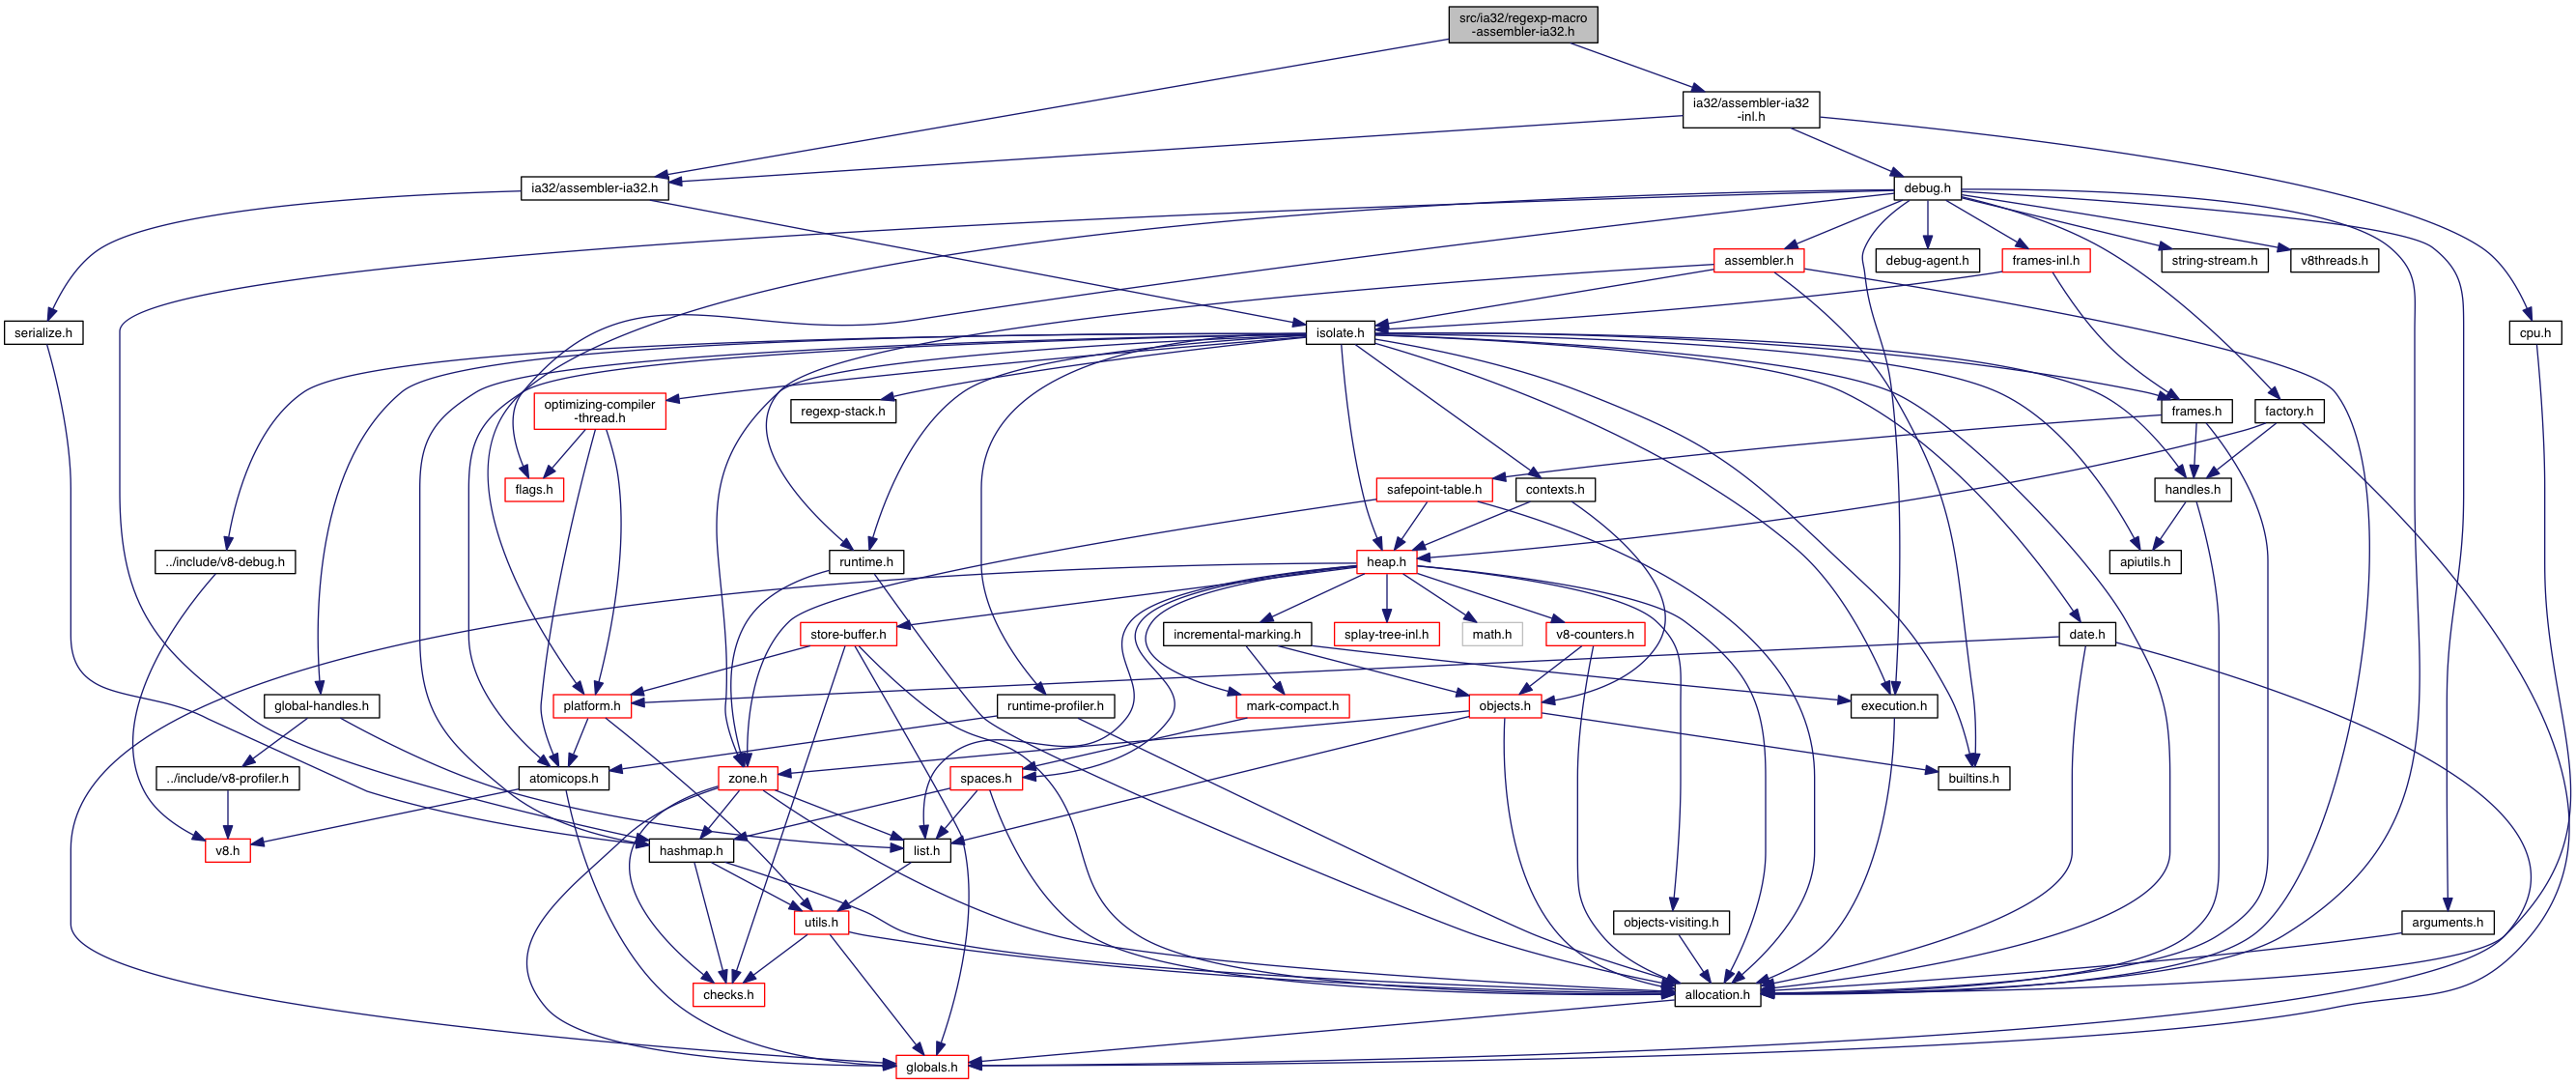 src/ia32/regexp-macro
-assembler-ia32.h
ia32/assembler-ia32
-inl.h
ia32/assembler-ia32.h
debug.h
assembler.h
debug-agent.h
frames-inl.h
string-stream.h
v8threads.h
serialize.h
isolate.h
cpu.h
optimizing-compiler
-thread.h
regexp-stack.h
frames.h
factory.h
flags.h
safepoint-table.h
contexts.h
handles.h
../include/v8-debug.h
runtime.h
heap.h
apiutils.h
store-buffer.h
incremental-marking.h
splay-tree-inl.h
math.h
v8-counters.h
date.h
global-handles.h
platform.h
runtime-profiler.h
mark-compact.h
objects.h
execution.h
../include/v8-profiler.h
atomicops.h
zone.h
spaces.h
builtins.h
v8.h
hashmap.h
list.h
utils.h
objects-visiting.h
arguments.h
checks.h
allocation.h
globals.h